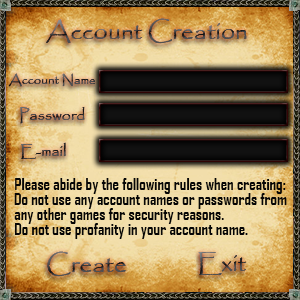 Account Creation
Account Name
Password
E-mail
Please abide by the following rules when creating:
Do not use any account names or passwords from
any other games for security reasons.
Do not use profanity in your account name.
Create Exit